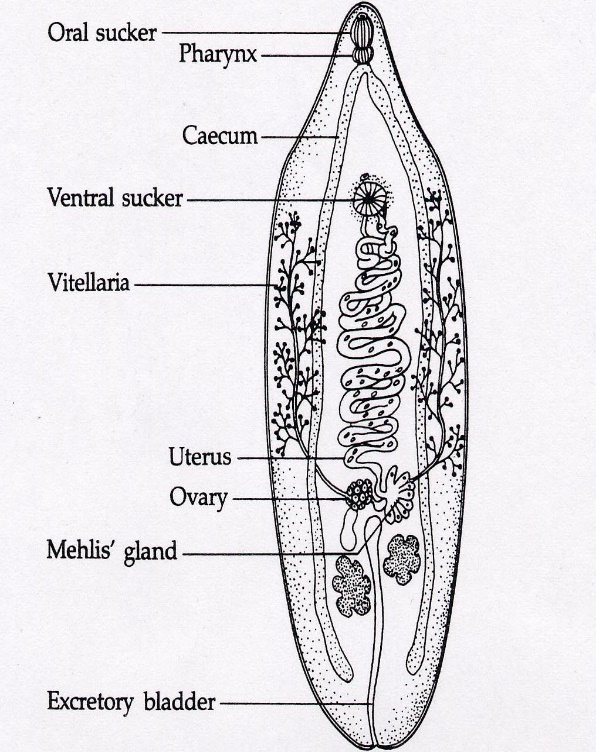 Oral sucker
Pharynx
Caecum
Ventral sucker
Vitellaria
Uterus
Ovary
Mehlis’ gland
Excretory bladder